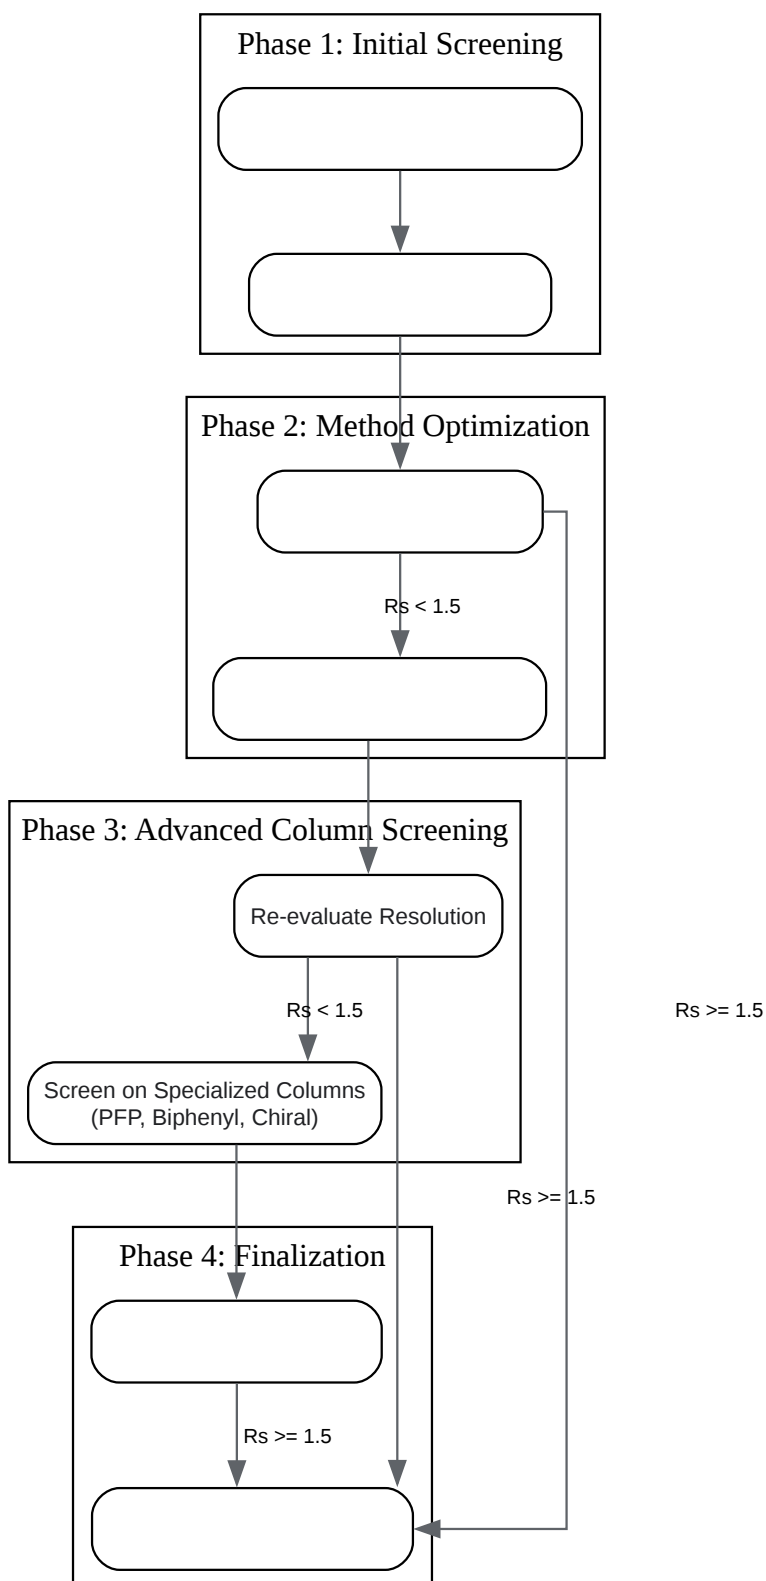 Phase 1: Initial Screening
Phase 2: Method Optimization
Rs < 1.5
Phase 3: Advanced Column Screening
Re-evaluate Resolution
Rs < 1.5
Rs >= 1.5
Screen on Specialized Columns
(PFP, Biphenyl, Chiral)
Rs >= 1.5
Phase 4: Finalization
Rs >= 1.5